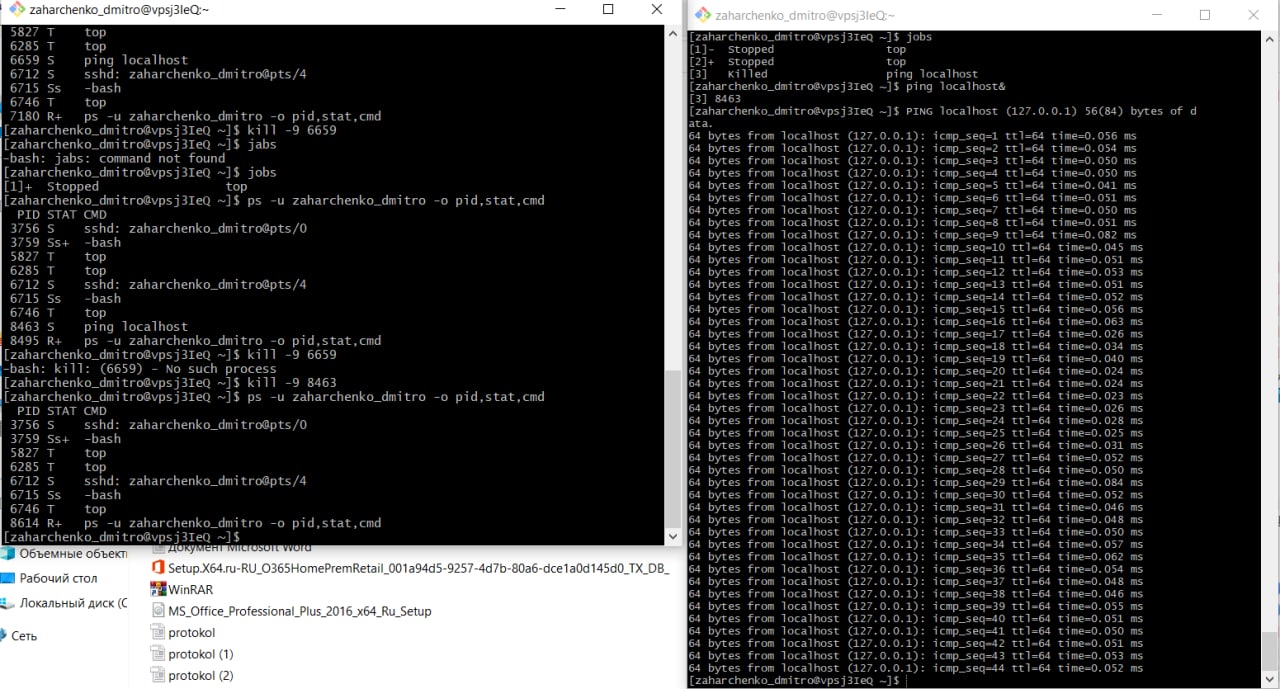 zaharchenko_dmitro@vpsj3IeQ:~
5827 T    top
6285 T    top
6659 S    ping localhost
6712 S    sshd: zaharchenko_dmitro@pts/4
6715 Ss   -bash
6746 T    top
7180 R+   ps -u zaharchenko_dmitro -o pid,stat,cmd
[zaharchenko_dmitro@vpsj3IeQ ~]$ kill -9 6659
[zaharchenko_dmitro@vpsj3IeQ ~]$ jabs
-bash: jabs: command not found
[zaharchenko_dmitro@vpsj3IeQ ~]$ jobs
[1]+  Stopped                 top
[zaharchenko_dmitro@vpsj3IeQ ~]$ ps -u zaharchenko_dmitro -o pid,stat,cmd
PID STAT CMD
3756 S    sshd: zaharchenko_dmitro@pts/0
3759 Ss+  -bash
5827 T    top
6285 T    top
6712 S    sshd: zaharchenko_dmitro@pts/4
6715 Ss   -bash
6746 T    top
8463 S    ping localhost
8495 R+   ps -u zaharchenko_dmitro -o pid,stat,cmd
[zaharchenko_dmitro@vpsj3IeQ ~]$ kill -9 6659
-bash: kill: (6659) - No such process
[zaharchenko_dmitro@vpsj3IeQ ~]$ kill -9 8463
[zaharchenko_dmitro@vpsj3IeQ ~]$ ps -u zaharchenko_dmitro -o pid,stat,cmd
PID STAT CMD
3756 S    sshd: zaharchenko_dmitro@pts/0
3759 Ss+  -bash
5827 T    top
6285 T    top
6712 S    sshd: zaharchenko_dmitro@pts/4
6715 Ss   -bash
6746 T    top
8614 R+   ps -u zaharchenko_dmitro -o pid,stat,cmd
[zaharchenko_dmitro@vpsj3IeQ ~]$
Объемные объект
Рабочий стол
Локальный диск (C
Сеть
Документ Microsoft Word
Setup.X64.ru-RU_O365HomePremRetail_001a94d5-9257-4d7b-80a6-dce1a0d145d0_TX_DB_
WinRAR
MS_Office_Professional_Plus_2016_x64_Ru_Setup
protokol
protokol (1)
protokol (2)
zaharchenko_dmitro@vpsj3IeQ:~
[zaharchenko_dmitro@vpsj3IeQ ~]$ jobs
[1]-  Stopped                 top
[2]+  Stopped                 top
[3]   Killed                  ping localhost
[zaharchenko_dmitro@vpsj3IeQ ~]$ ping localhost&
[3] 8463
[zaharchenko_dmitro@vpsj3IeQ ~]$ PING localhost (127.0.0.1) 56(84) bytes of d
ata.
64 bytes from localhost (127.0.0.1): icmp_seq=1 ttl=64 time=0.056 ms
64 bytes from localhost (127.0.0.1): icmp_seq=2 ttl=64 time=0.054 ms
64 bytes from localhost (127.0.0.1): icmp_seq=3 ttl=64 time=0.050 ms
64 bytes from localhost (127.0.0.1): icmp_seq=4 ttl=64 time=0.050 ms
64 bytes from localhost (127.0.0.1): icmp_seq=5 ttl=64 time=0.041 ms
64 bytes from localhost (127.0.0.1): icmp_seq=6 ttl=64 time=0.051 ms
64 bytes from localhost (127.0.0.1): icmp_seq=7 ttl=64 time=0.050 ms
64 bytes from localhost (127.0.0.1): icmp_seq=8 ttl=64 time=0.051 ms
64 bytes from localhost (127.0.0.1): icmp_seq=9 ttl=64 time=0.082 ms
64 bytes from localhost (127.0.0.1): icmp_seq=10 ttl=64 time=0.045 ms
64 bytes from localhost (127.0.0.1): icmp_seq=11 ttl=64 time=0.051 ms
64 bytes from localhost (127.0.0.1): icmp_seq=12 ttl=64 time=0.053 ms
64 bytes from localhost (127.0.0.1): icmp_seq=13 ttl=64 time=0.051 ms
64 bytes from localhost (127.0.0.1): icmp_seq=14 ttl=64 time=0.052 ms
64 bytes from localhost (127.0.0.1): icmp_seq=15 ttl=64 time=0.056 ms
64 bytes from localhost (127.0.0.1): icmp_seq=16 ttl=64 time=0.063 ms
64 bytes from localhost (127.0.0.1): icmp_seq=17 ttl=64 time=0.026 ms
64 bytes from localhost (127.0.0.1): icmp_seq=18 ttl=64 time=0.034 ms
64 bytes from localhost (127.0.0.1): icmp_seq=19 ttl=64 time=0.040 ms
64 bytes from localhost (127.0.0.1): icmp_seq=20 ttl=64 time=0.024 ms
64 bytes from localhost (127.0.0.1): icmp_seq=21 ttl=64 time=0.024 ms
64 bytes from localhost (127.0.0.1): icmp_seq=22 ttl=64 time=0.023 ms
64 bytes from localhost (127.0.0.1): icmp_seq=23 ttl=64 time=0.026 ms
64 bytes from localhost (127.0.0.1): icmp_seq=24 ttl=64 time=0.028 ms
64 bytes from localhost (127.0.0.1): icmp_seq=25 ttl=64 time=0.025 ms
64 bytes from localhost (127.0.0.1): icmp_seq=26 ttl=64 time=0.031 ms
64 bytes from localhost (127.0.0.1): icmp_seq=27 ttl=64 time=0.052 ms
64 bytes from localhost (127.0.0.1): icmp_seq=28 ttl=64 time=0.050 ms
64 bytes from localhost (127.0.0.1): icmp_seq=29 ttl=64 time=0.084 ms
64 bytes from localhost (127.0.0.1): icmp_seq=30 ttl=64 time=0.052 ms
64 bytes from localhost (127.0.0.1): icmp_seq=31 ttl=64 time=0.046 ms
64 bytes from localhost (127.0.0.1): icmp_seq=32 ttl=64 time=0.048 ms
64 bytes from localhost (127.0.0.1): icmp_seq=33 ttl=64 time=0.050 ms
64 bytes from localhost (127.0.0.1): icmp_seq=34 ttl=64 time=0.057 ms
64 bytes from localhost (127.0.0.1): icmp_seq=35 ttl=64 time=0.062 ms
64 bytes from localhost (127.0.0.1): icmp_seq=36 ttl=64 time=0.054 ms
64 bytes from localhost (127.0.0.1): icmp_seq=37 ttl=64 time=0.048 ms
64 bytes from localhost (127.0.0.1): icmp_seq=38 ttl=64 time=0.046 ms
64 bytes from localhost (127.0.0.1): icmp_seq=39 ttl=64 time=0.055 ms
64 bytes from localhost (127.0.0.1): icmp_seq=40 ttl=64 time=0.051 ms
64 bytes from localhost (127.0.0.1): icmp_seq=41 ttl=64 time=0.050 ms
64 bytes from localhost (127.0.0.1): icmp_seq=42 ttl=64 time=0.051 ms
64 bytes from localhost (127.0.0.1): icmp_seq=43 ttl=64 time=0.053 ms
64 bytes from localhost (127.0.0.1): icmp_seq=44 ttl=64 time=0.052 ms
[zaharchenko_dmitro@vpsj3IeQ ~]$